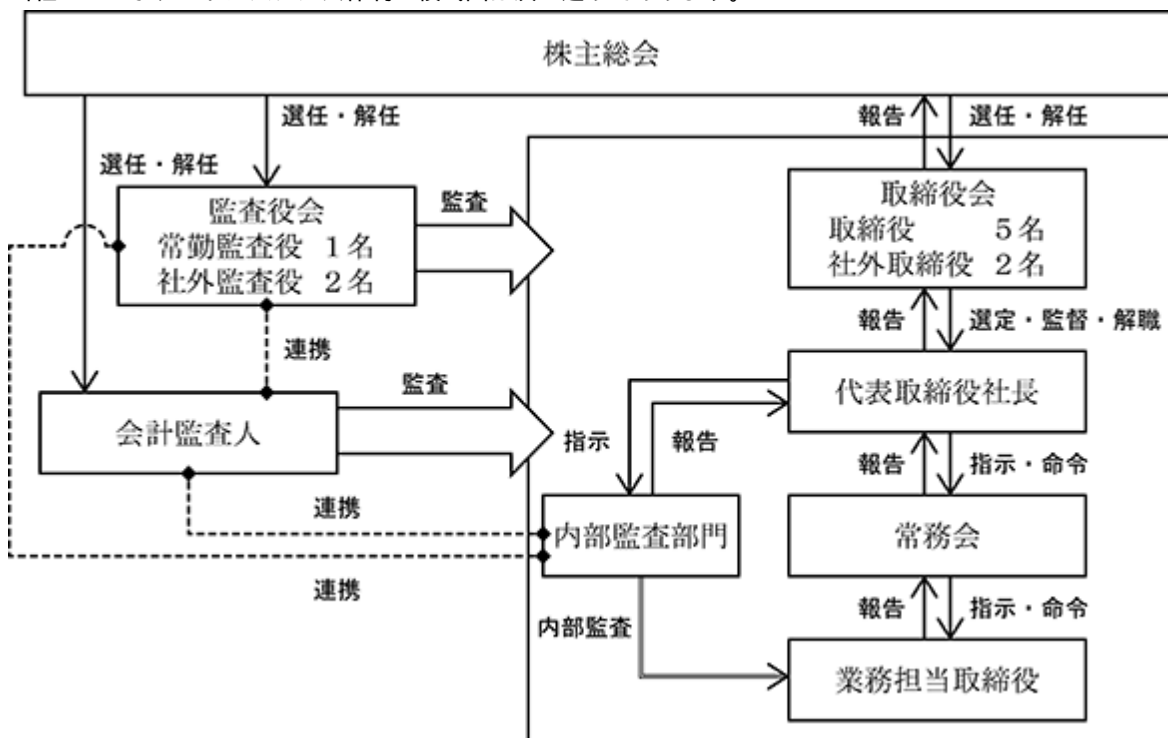 株主総会
選任・解任
報告
選任・解任
選任・解任
監査役会
常勤監査役 1名
社外監査役 2名
監査
取締役会
取締役 5名
社外取締役 2名
報告
選定・監督・解職
連携
代表取締役社長
会計監査人
監査
指示
報告
報告
指示・命令
連携
内部監査部門
常務会
連携
内部監査
報告
指示・命令
業務担当取締役